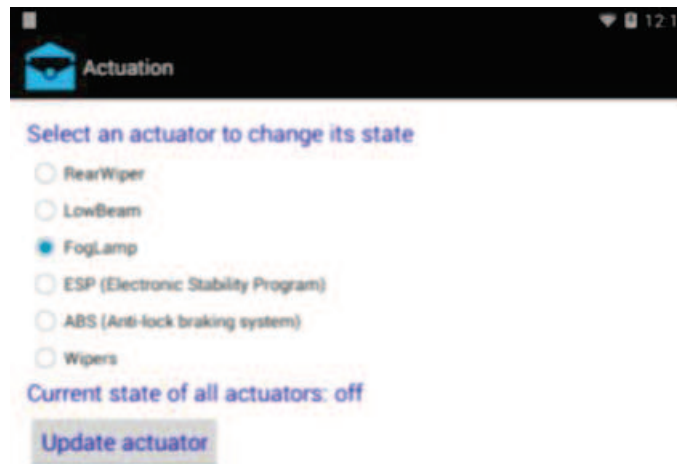 12:1
Actuation
Select an actuator to change its state
RearWiper
LowBeam
FogLamp
ESP (Electronic Stability Program)
ABS (Anti-lock braking system)
Wipers
Current state of all actuators: off
Update actuator